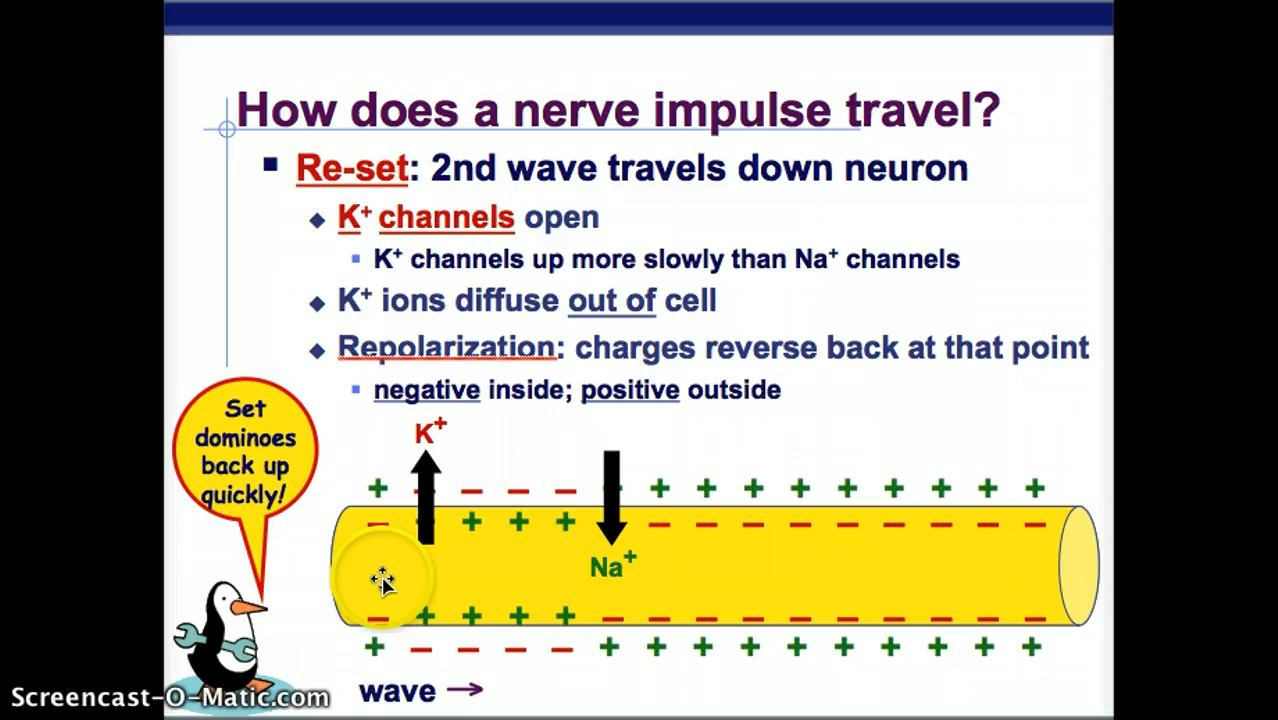 How does a nerve impulse travel?
Re-set: 2nd wave travels down neuron
K+ channels open
K+ channels up more slowly than Na+ channels
K+ ions diffuse out of cell
Repolarization: charges reverse back at that point
negative inside; positive outside
Set
dominoes
back up
quickly!
K+
+ – – – – + + + + + + + + +
– + + + + – – – – – – – – –
Na+
– + + + + – – – – – – – – – –
+ – – – – + + + + + + + + + +
wave →
Screencast-O-Matic.com